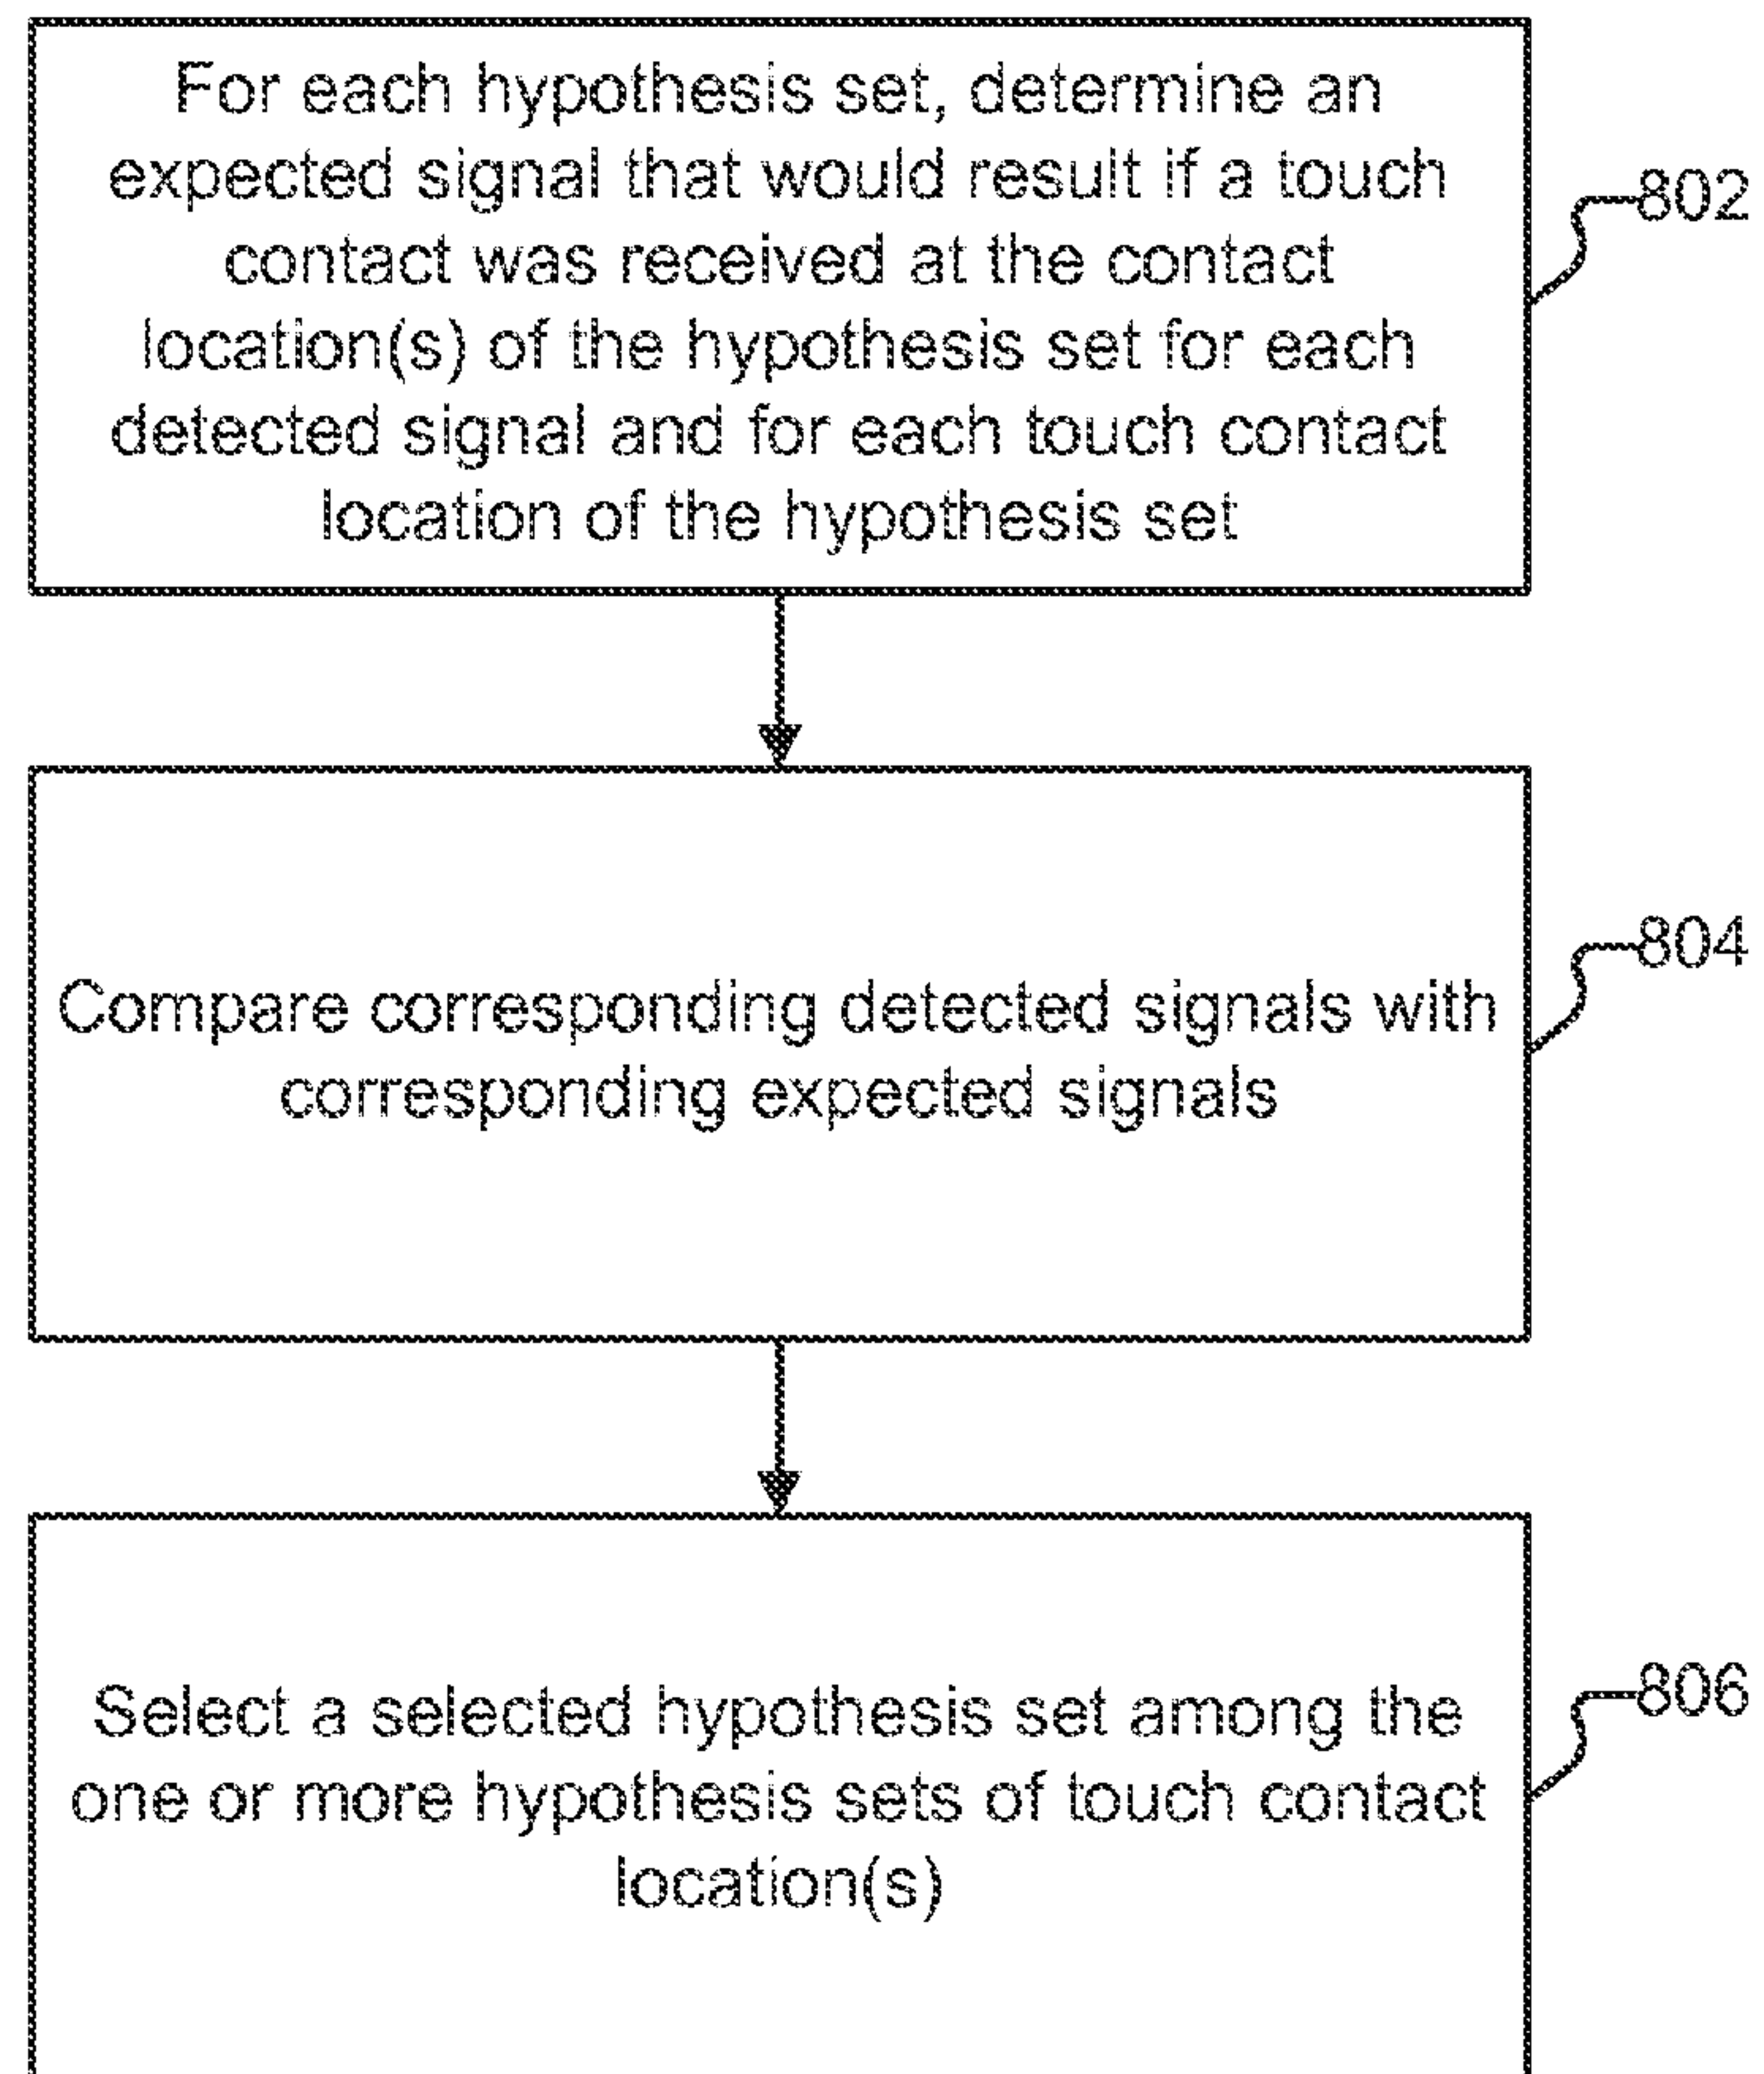 For each hypothesis set, determine an
expected signal that would result if a touch
contact was received at the contact
location(s) of the hypothesis set for each
detected signal and for each touch contact
location of the hypothesis set
802
Compare corresponding detected signals with
corresponding expected signals
804
Select a selected hypothesis set among the
one or more hypothesis sets of touch contact
location(s)
806